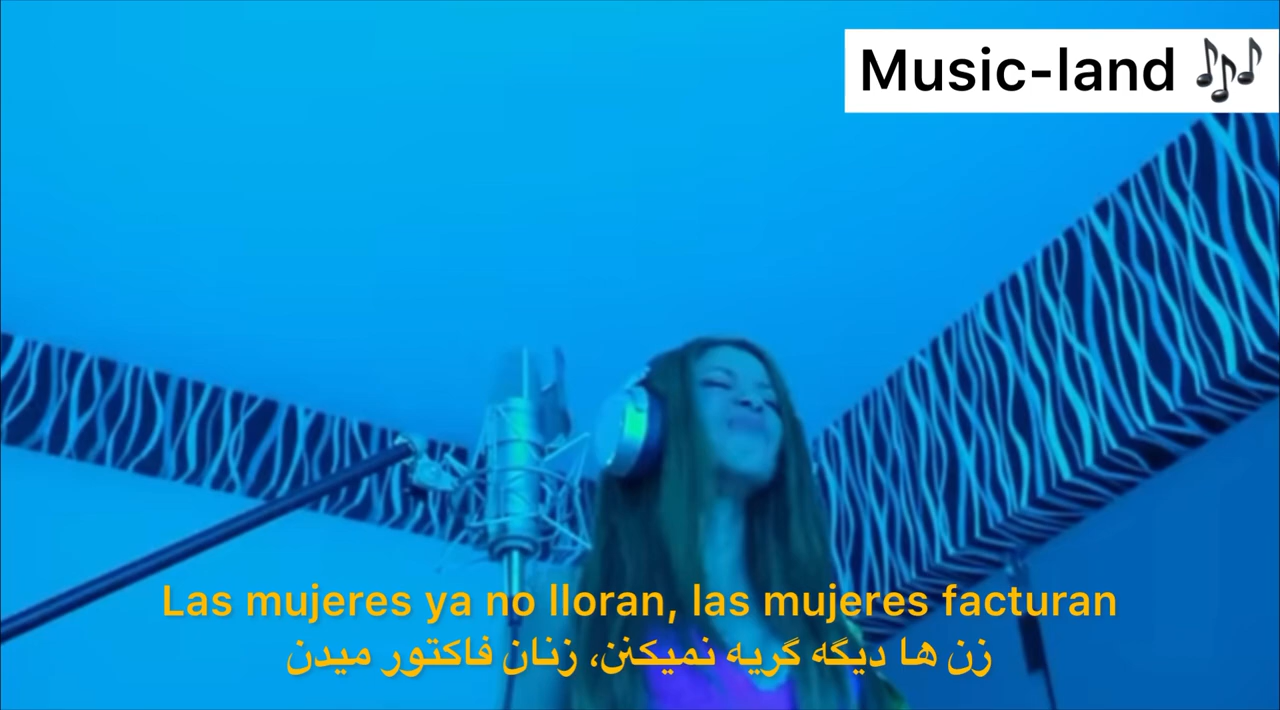 Music-land 🎶
Las mujeres ya no lloran, las mujeres facturan
زن ها دیگه گریه نمیکنن، زنان فاکتور میدن